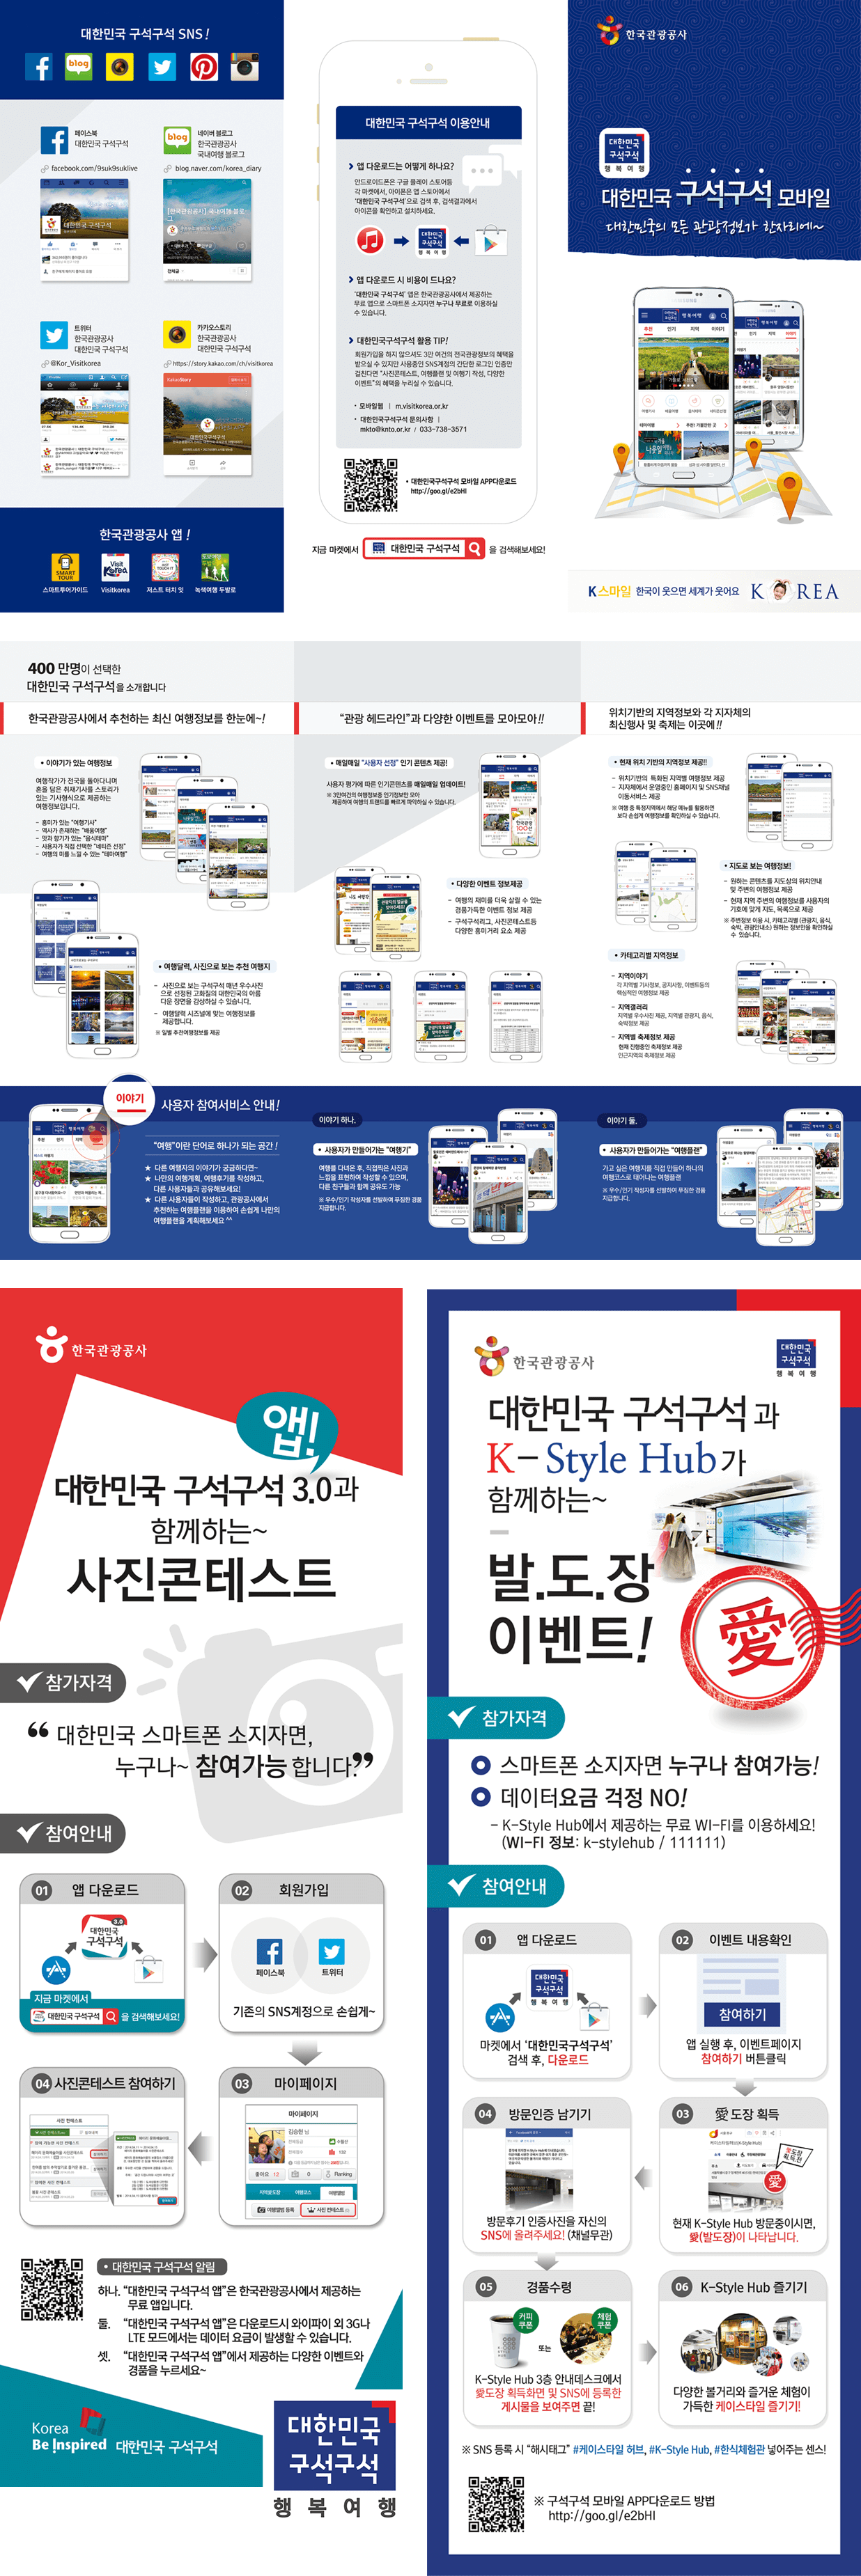 대한민국 구석구석 SNS !
blog
페이스북
대한민국 구석구석
facebook.com/9suk9suklive
blog
네이버 블로그
한국관광공사
국내여행 블로그
blog.naver.com/korea_diary
트위터
한국관광공사
대한민국 구석구석
@Kor_Visitkorea
카카오스토리
한국관광공사
대한민국 구석구석
https://story.kakao.com/ch/visitkorea
한국관광공사 앱 !
스마트투어가이드
Visitkorea
저스트 터치 잇
녹색여행 두발로
대한민국 구석구석 이용안내
앱 다운로드는 어떻게 하나요?
안드로이드폰은 구글 플레이 스토어등
각 마켓에서, 아이폰은 앱 스토어에서
'대한민국 구석구석'으로 검색 후, 검색결과에서
아이콘을 확인하고 설치하세요.
앱 다운로드 시 비용이 드나요?
'대한민국 구석구석' 앱은 한국관광공사에서 제공하는
무료 앱으로 스마트폰 소지자면 누구나 무료로 이용하실
수 있습니다.
대한민국구석구석 활용 TIP!
회원가입을 하지 않으셔도 3만 여건의 전국관광정보의 혜택을
받으실 수 있지만 사용중인 SNS계정의 간단한 로그인 인증만
걸친다면 "사진콘테스트, 여행플랜 및 여행기 작성, 다양한
이벤트"의 혜택을 누리실 수 있습니다.
• 모바일웹 | m.visitkorea.or.kr
• 대한민국구석구석 문의사항 |
mkto@knto.or.kr / 033-738-3571
• 대한민국구석구석 모바일 APP다운로드
http://goo.gl/e2bHI
지금 마켓에서 대한민국 구석구석 을 검색해보세요!
한국관광공사
대한민국
구석구석
행 복 여 행
대한민국 구석구석 모바일
대한민국의 모든 관광정보가 한자리에~
K스마일 한국이 웃으면 세계가 웃어요 K REA
400 만명이 선택한
대한민국 구석구석을 소개합니다
한국관광공사에서 추천하는 최신 여행정보를 한눈에~!
"관광 헤드라인"과 다양한 이벤트를 모아모아!!
위치기반의 지역정보와 각 지자체의
최신행사 및 축제는 이곳에!!
• 이야기가 있는 여행정보
여행작가가 전국을 돌아다니며
혼을 담은 취재기사를 스토리가
있는 기사형식으로 제공하는
여행정보입니다.
- 흥미가 있는 "여행기사"
- 역사가 존재하는 "배움여행"
- 맛과 향기가 있는 "음식테마"
- 사용자가 직접 선택한 "네티즌 선정"
- 여행의 미를 느낄 수 있는 "테마여행"
• 여행달력, 사진으로 보는 추천 여행지
- 사진으로 보는 구석구석 매년 우수사진
으로 선정된 고화질의 대한민국의 아름
다운 장면을 감상하실 수 있습니다.
- 여행달력 시즈널에 맞는 여행정보를
제공합니다.
※ 일별 추천여행정보를 제공
• 매일매일 "사용자 선정" 인기 콘텐츠 제공!
사용자 평가에 따른 인기콘텐츠를 매일매일 업데이트!
※ 3만여건의 여행정보중 인기정보만 모아
제공하여 여행의 트랜드를 빠르게 파악하실 수 있습니다.
• 다양한 이벤트 정보제공
- 여행의 재미를 더욱 살릴 수 있는
경품가득한 이벤트 정보 제공
- 구석구석리그, 사진콘테스트등
다양한 흥미거리 요소 제공
• 현재 위치 기반의 지역정보 제공!!
- 위치기반의 특화된 지역별 여행정보 제공
- 지자체에서 운영중인 홈페이지 및 SNS채널
이동서비스 제공
※ 여행 중 특정지역에서 해당 메뉴를 활용하면
보다 손쉽게 여행정보를 확인하실 수 있습니다.
• 지도로 보는 여행정보!
- 원하는 콘텐츠를 지도상의 위치안내
및 주변의 여행정보 제공
- 현재 지역 주변의 여행정보를 사용자의
기호에 맞게 지도, 목록으로 제공
※ 주변정보 이용 시, 카테고리별 (관광지, 음식,
숙박, 관광안내소) 원하는 정보만을 확인하실
수 있습니다.
• 카테고리별 지역정보
- 지역이야기
각 지역별 기사정보, 공지사항, 이벤트등의
핵심적인 여행정보 제공
- 지역갤러리
지역별 우수사진 제공, 지역별 관광지, 음식,
숙박정보 제공
- 지역별 축제정보 제공
현재 진행중인 축제정보 제공
인근지역의 축제정보 제공
이야기
사용자 참여서비스 안내!
"여행"이란 단어로 하나가 되는 공간 !
★ 다른 여행자의 이야기가 궁금하다면~
★ 나만의 여행계획, 여행후기를 작성하고,
다른 사용자들과 공유해보세요!
★ 다른 사용자들이 작성하고, 관광공사에서
추천하는 여행플랜을 이용하여 손쉽게 나만의
여행플랜을 계획해보세요 ^^
이야기 하나.
• 사용자가 만들어가는 "여행기"
여행를 다녀온 후, 직접찍은 사진과
느낌을 표현하여 작성할 수 있으며,
다른 친구들과 함께 공유도 가능
※ 우수/인기 작성자를 선발하여 푸짐한 경품
지급합니다.
이야기 둘.
• 사용자가 만들어가는 "여행플랜"
가고 싶은 여행지를 직접 만들어 하나의
여행코스로 태어나는 여행플랜
※ 우수/인기 작성자를 선발하여 푸짐한 경품
지급합니다.
한국관광공사
앱!
대한민국 구석구석 3.0과
함께하는~
사진콘테스트
참가자격
“ 대한민국 스마트폰 소지자면,
누구나~ 참여가능 합니다.”
참여안내
01 앱 다운로드
3.0
대한민국
구석구석
지금 마켓에서
대한민국 구석구석 을 검색해보세요!
02 회원가입
페이스북
트위터
기존의 SNS계정으로 손쉽게~
04 사진콘테스트 참여하기
03 마이페이지
마이페이지
• 대한민국 구석구석 알림
하나. “대한민국 구석구석 앱”은 한국관광공사에서 제공하는
무료 앱입니다.
둘. “대한민국 구석구석 앱”은 다운로드시 와이파이 외 3G나
LTE 모드에서는 데이터 요금이 발생할 수 있습니다.
셋. “대한민국 구석구석 앱”에서 제공하는 다양한 이벤트와
경품을 누르세요~
Korea
Be Inspired 대한민국 구석구석
대한민국
구석구석
행 복 여 행
한국관광공사
대한민국
구석구석
행 복 여 행
대한민국 구석구석 과
K- Style Hub가
함께하는~
발.도.장
이벤트!
愛
참가자격
스마트폰 소지자면 누구나 참여가능!
데이터요금 걱정 NO!
- K-Style Hub에서 제공하는 무료 WI-FI를 이용하세요!
(WI-FI 정보: k-stylehub / 111111)
참여안내
01 앱 다운로드
대한민국
구석구석
행 복 여 행
마켓에서 ‘대한민국구석구석’
검색 후, 다운로드
02 이벤트 내용확인
참여하기
앱 실행 후, 이벤트페이지
참여하기 버튼클릭
04 방문인증 남기기
방문후기 인증사진을 자신의
SNS에 올려주세요! (채널무관)
03 愛 도장 획득
愛
현재 K-Style Hub 방문중이시면,
愛(발도장)이 나타납니다.
05 경품수령
커피
쿠폰
또는
체험
쿠폰
K-Style Hub 3층 안내데스크에서
愛도장 획득화면 및 SNS에 등록한
게시물을 보여주면 끝!
06 K-Style Hub 즐기기
다양한 볼거리와 즐거운 체험이
가득한 케이스타일 즐기기!
※ SNS 등록 시 “해시태그” #케이스타일 허브, #K-Style Hub, #한식체험관 넣어주는 센스!
※ 구석구석 모바일 APP다운로드 방법
http://goo.gl/e2bHI